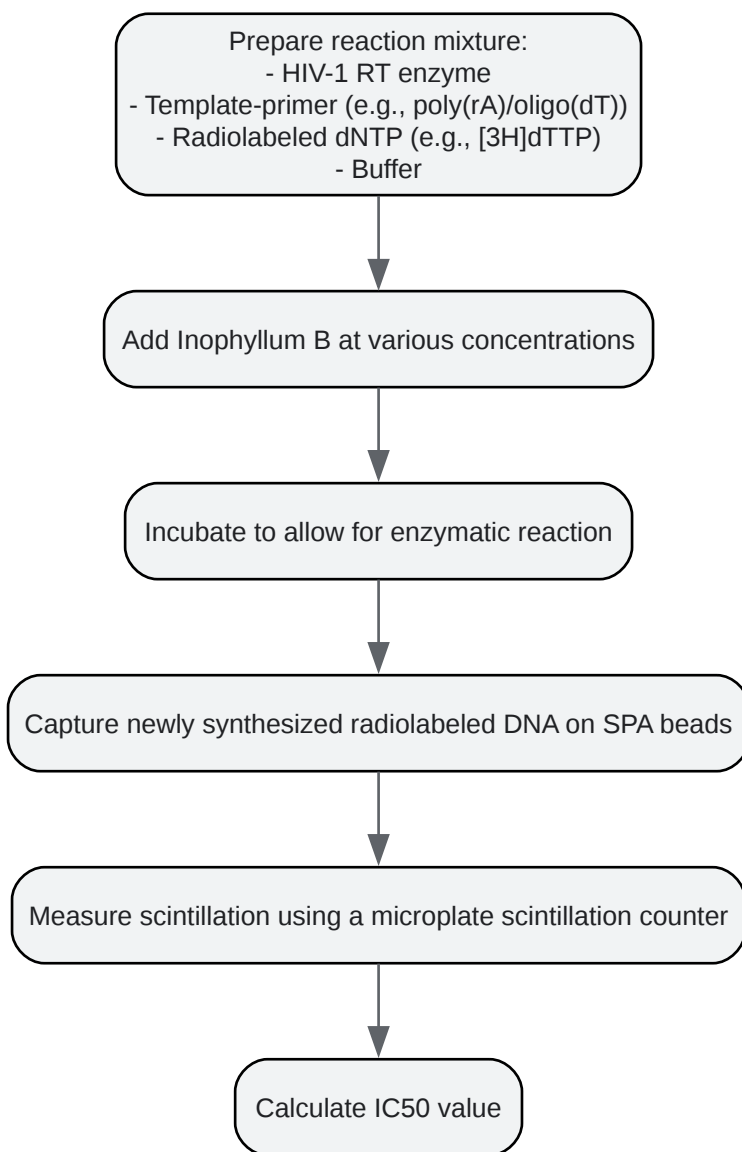 Prepare reaction mixture:
- HIV-1 RT enzyme
- Template-primer (e.g., poly(rA)/oligo(dT))
- Radiolabeled dNTP (e.g., [3H]dTTP)
- Buffer
Add Inophyllum B at various concentrations
Incubate to allow for enzymatic reaction
Capture newly synthesized radiolabeled DNA on SPA beads
Measure scintillation using a microplate scintillation counter
Calculate IC50 value